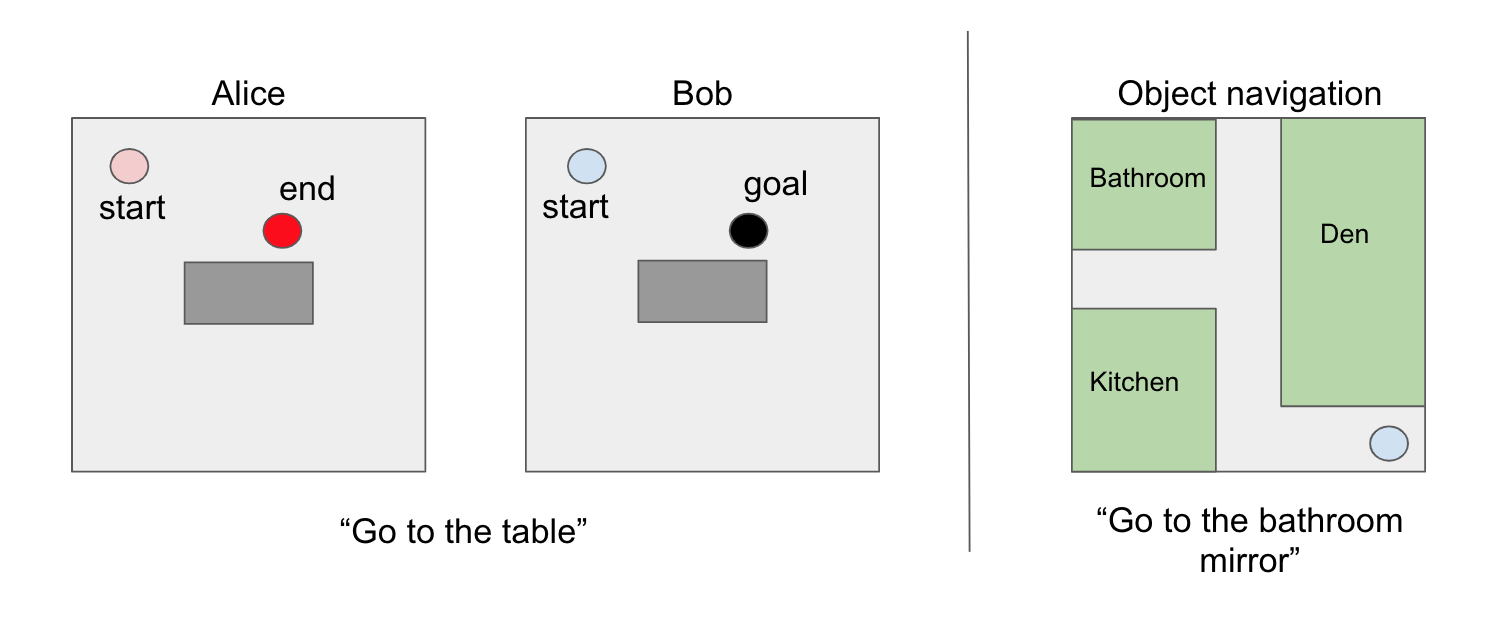 Alice
start
end
Bob
start
goal
“Go to the table”
Object navigation
Bathroom
Den
Kitchen
“Go to the bathroom
mirror”